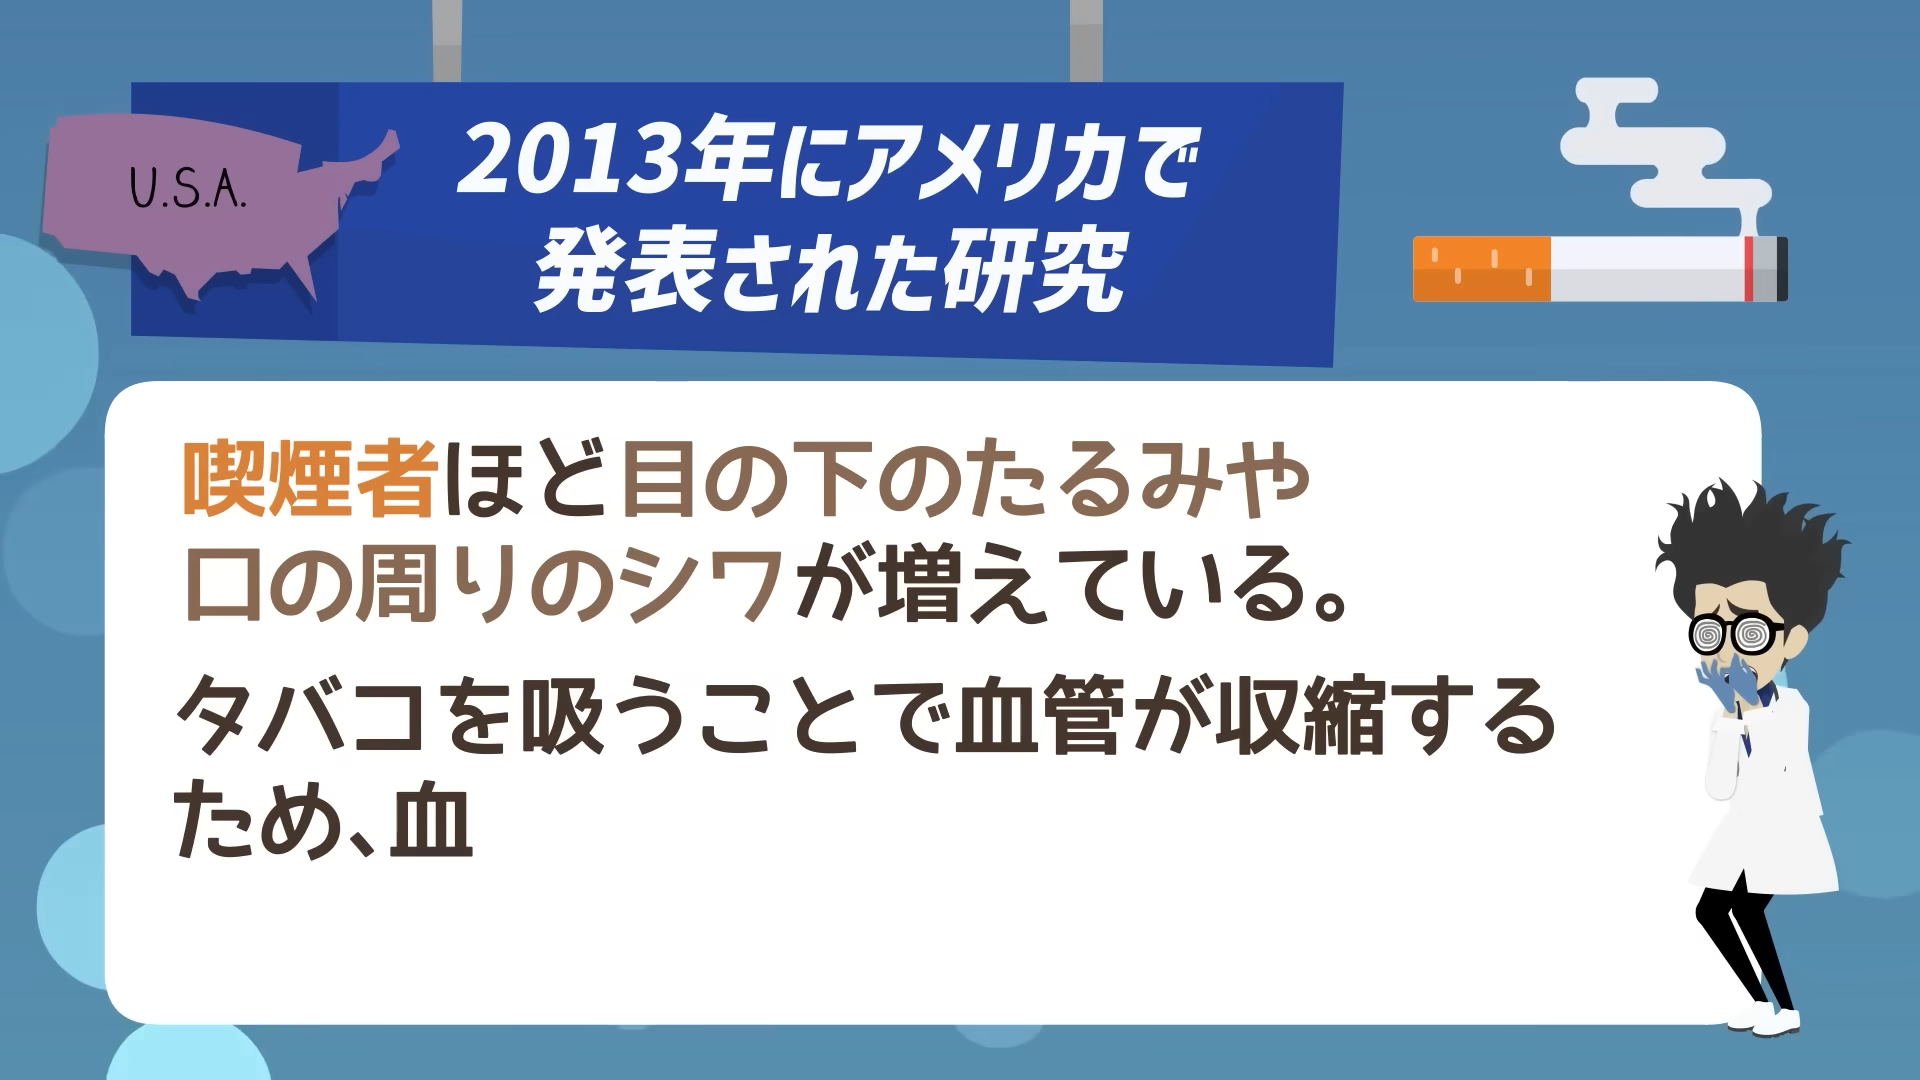 U.S.A.
2013年にアメリカで
発表された研究
喫煙者ほど目の下のたるみや
口の周りのシワが増えている。
タバコを吸うことで血管が収縮する
ため、血